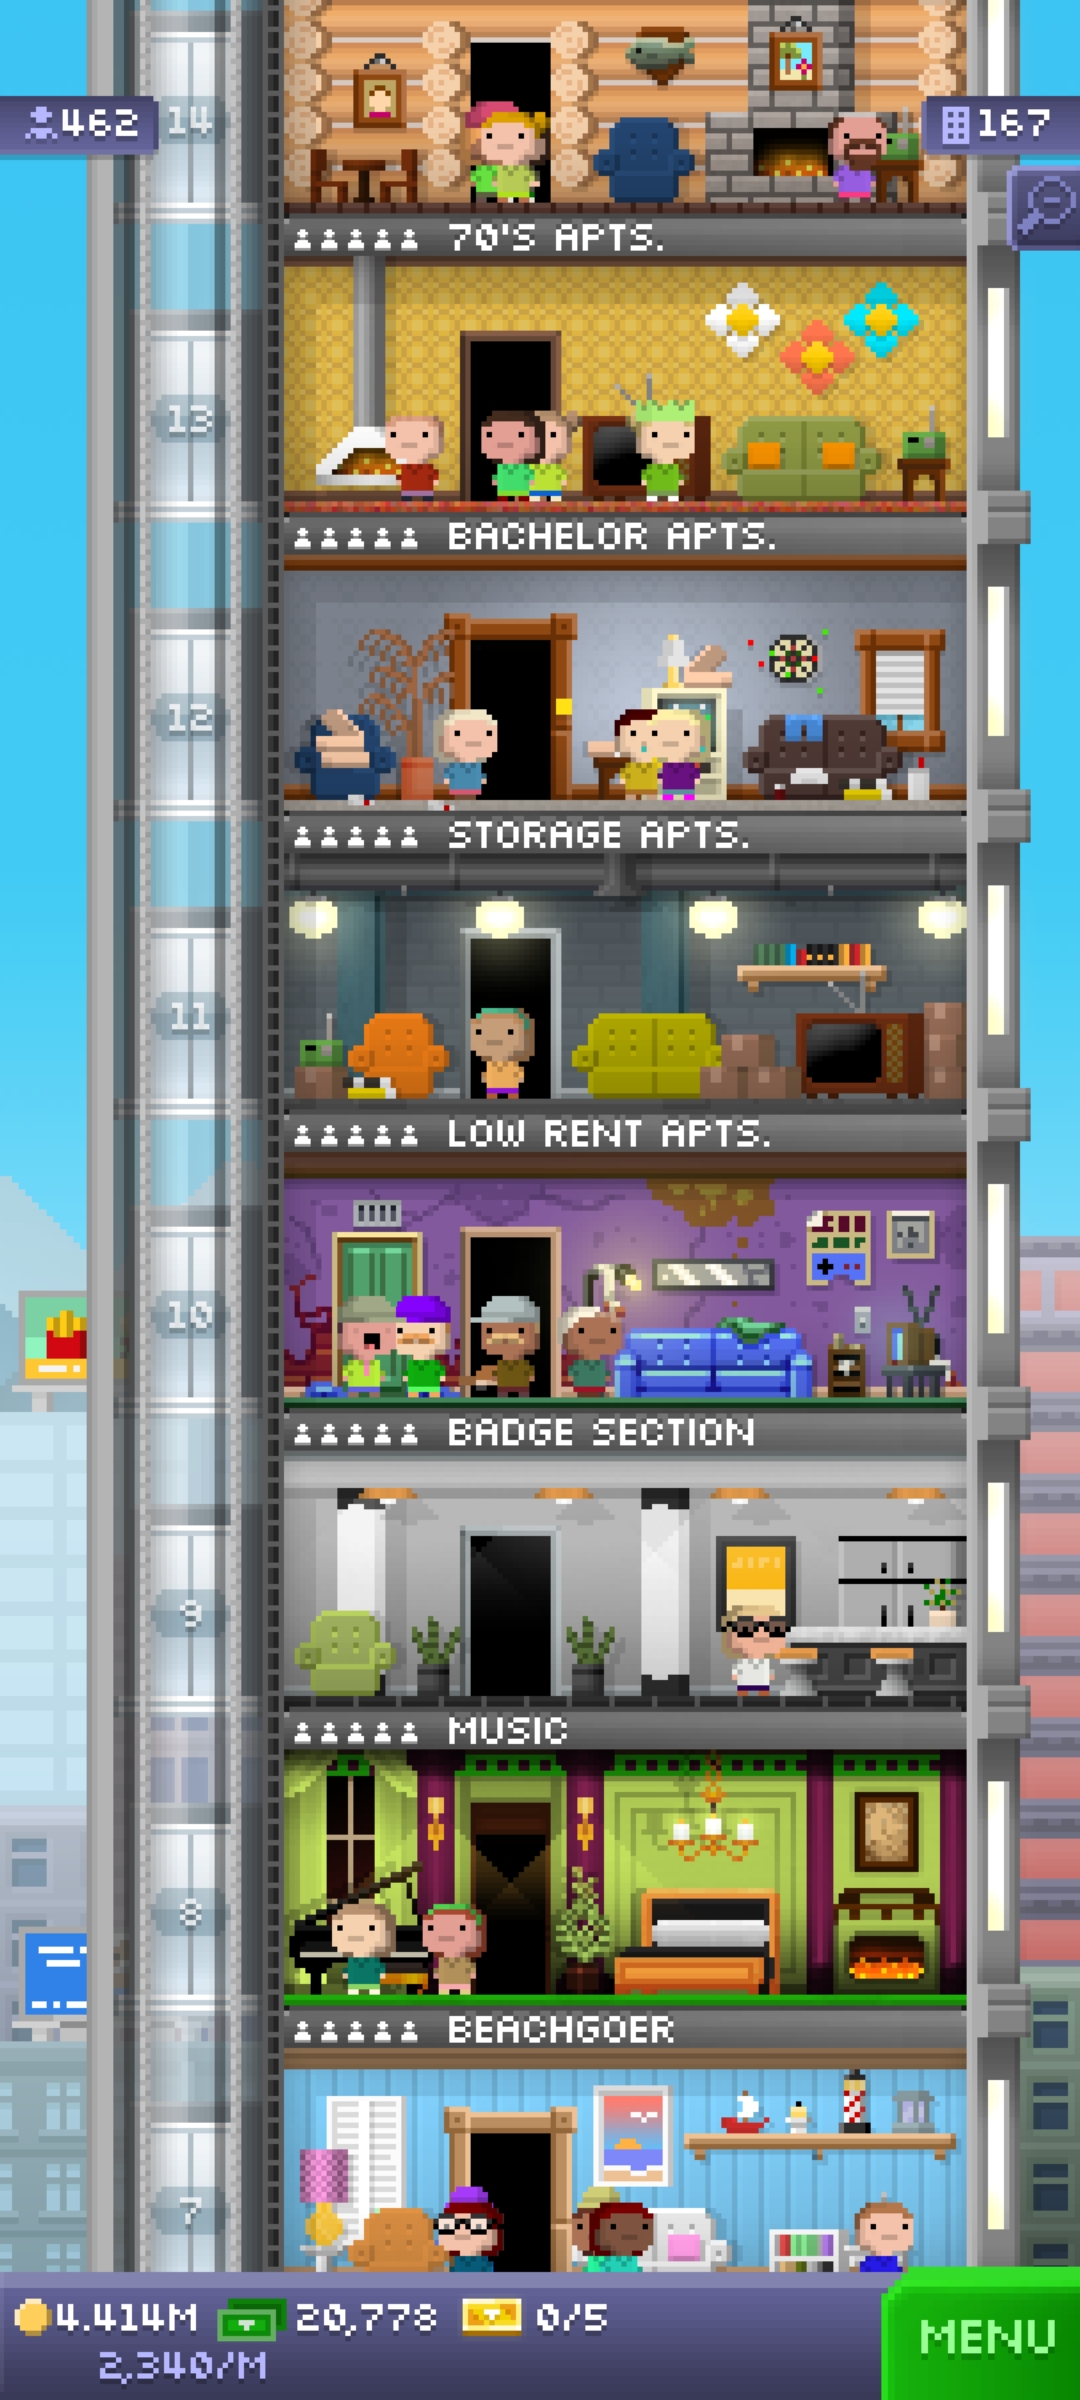 462
14
167
70'S APTS.
13
BACHELOR APTS.
12
STORAGE APTS.
11
LOW RENT APTS.
10
BADGE SECTION
9
MUSIC
8
BEACHGOER
7
4.414M 20,778 0/5
2,340/M
MENU